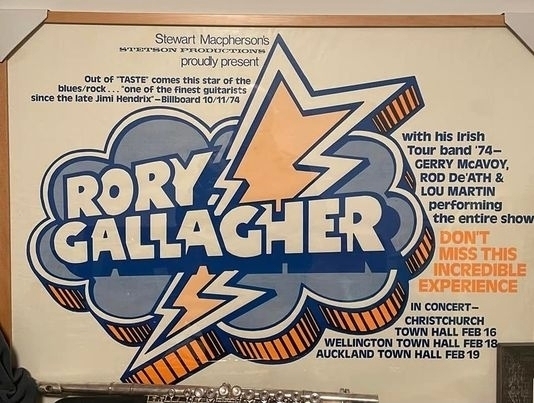 Stewart Macpherson's
STETSON PRODUCTIONS
proudly present
Out of "TASTE" comes this star of the
blues/rock... "one of the finest guitarists
since the late Jimi Hendrix"—Billboard 10/11/74
RORY
GALLAGHER
with his Irish
Tour band '74—
GERRY McAVOY,
ROD De'ATH &
LOU MARTIN
performing
the entire show
DON'T
MISS THIS
INCREDIBLE
EXPERIENCE
IN CONCERT—
CHRISTCHURCH
TOWN HALL FEB 16
WELLINGTON TOWN HALL FEB 18
AUCKLAND TOWN HALL FEB 19